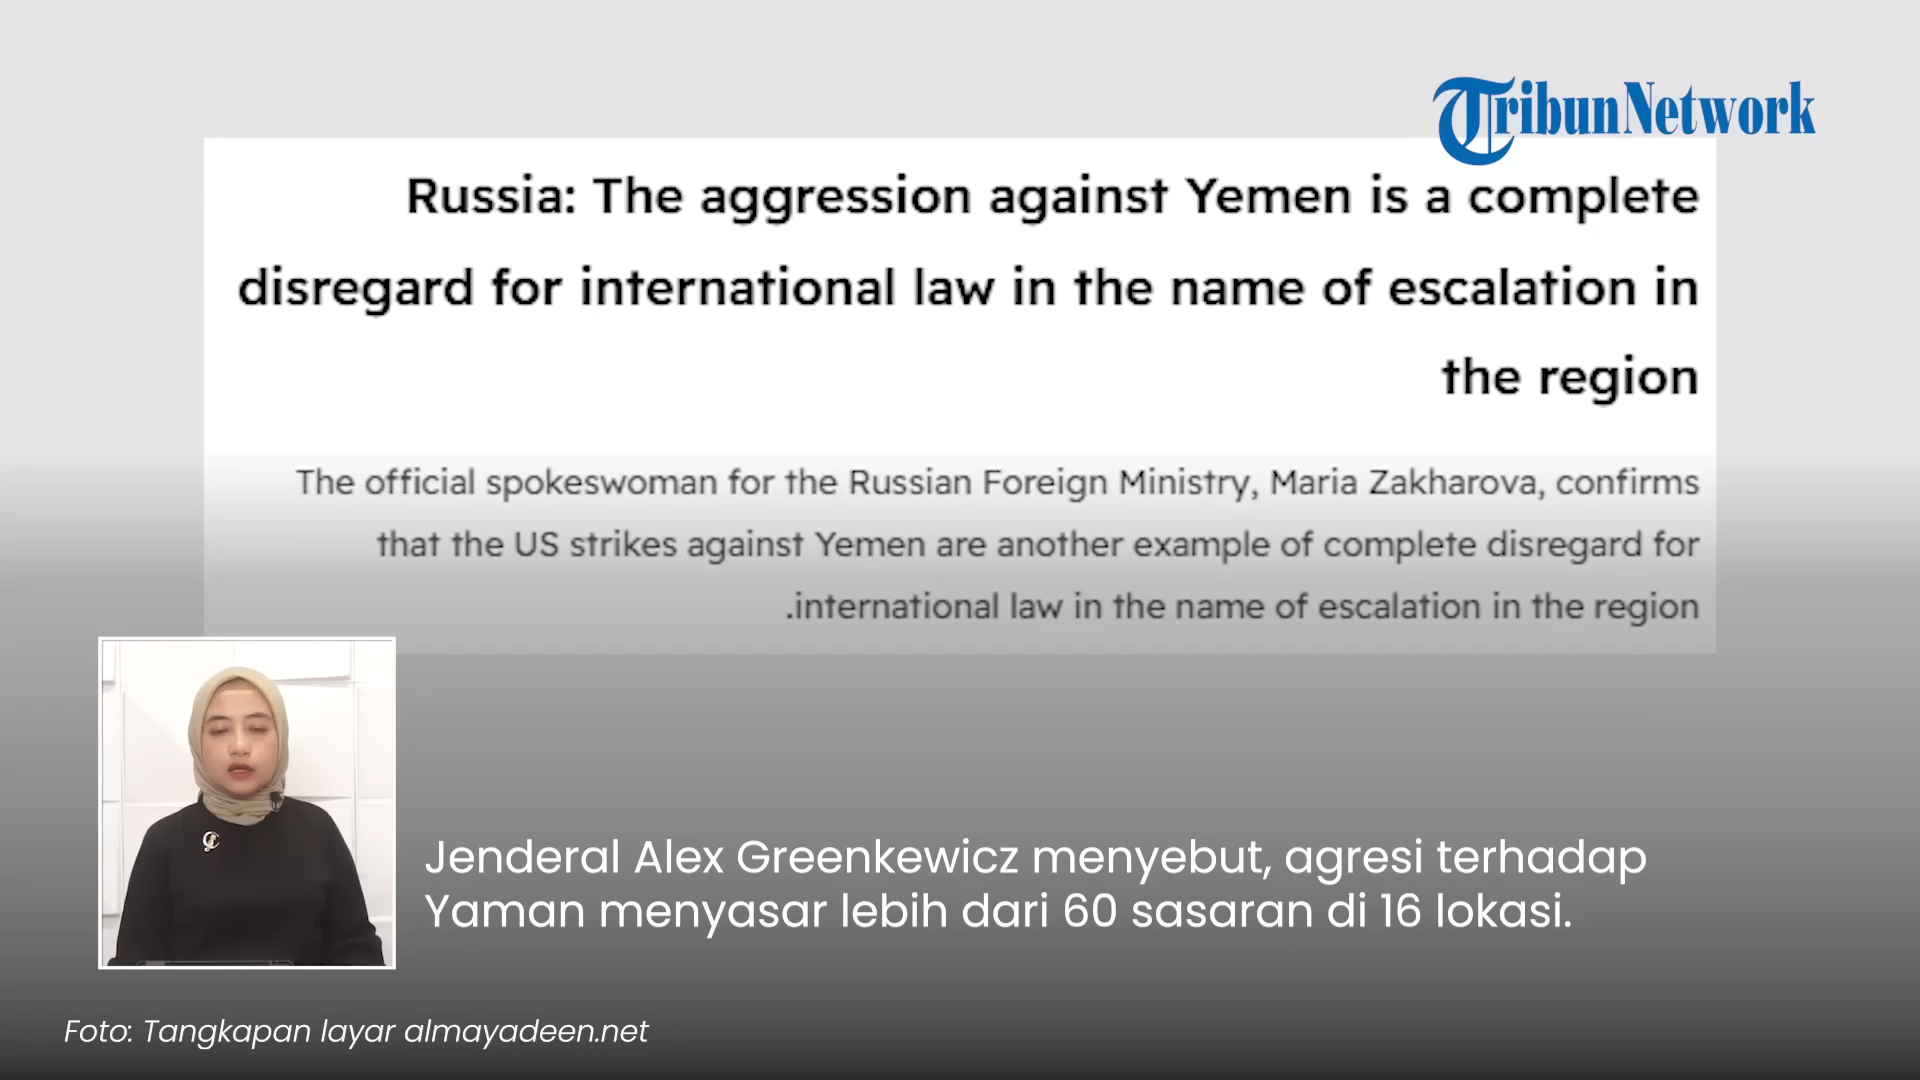 TribunNetwork
Russia: The aggression against Yemen is a complete
disregard for international law in the name of escalation in
the region
The official spokeswoman for the Russian Foreign Ministry, Maria Zakharova, confirms
that the US strikes against Yemen are another example of complete disregard for
.international law in the name of escalation in the region
Jenderal Alex Greenkewicz menyebut, agresi terhadap
Yaman menyasar lebih dari 60 sasaran di 16 lokasi.
Foto: Tangkapan layar almayadeen.net